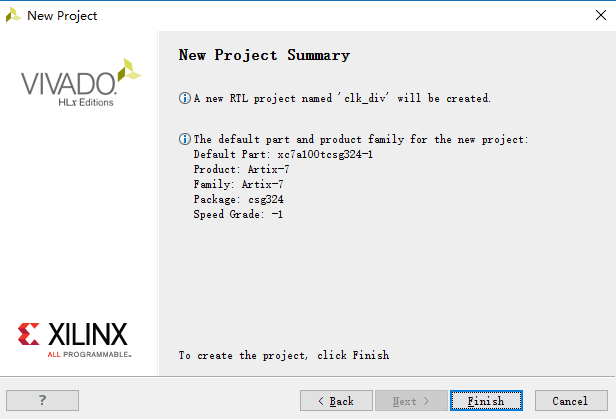 New Project
VIVADO.
HLx Editions
New Project Summary
A new RTL project named 'clk_div' will be created.
The default part and product family for the new project:
Default Part: xc7a100tcsg324-1
Product: Artix-7
Family: Artix-7
Package: csg324
Speed Grade: -1
XILINX
ALL PROGRAMMABLE™
To create the project, click Finish
?
< Back
Next >
Finish
Cancel